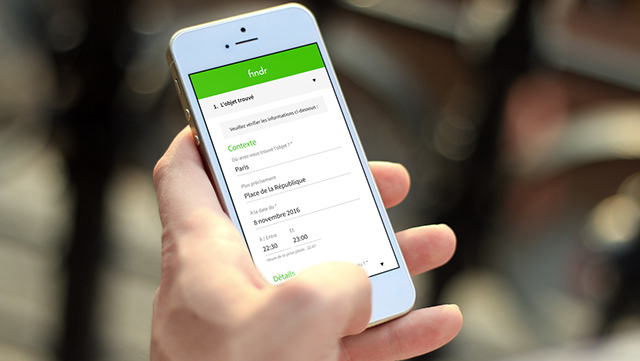 findr
1. L'objet trouvé
Veuillez vérifier les informations ci-dessous :
Contexte
Où avez-vous trouvé l'objet ? *
Paris
Plus précisément
Place de la République
À la date du *
8 novembre 2016
À / Entre Et
22:30 23:00
Heure de la prise photo : 22:47
Détails